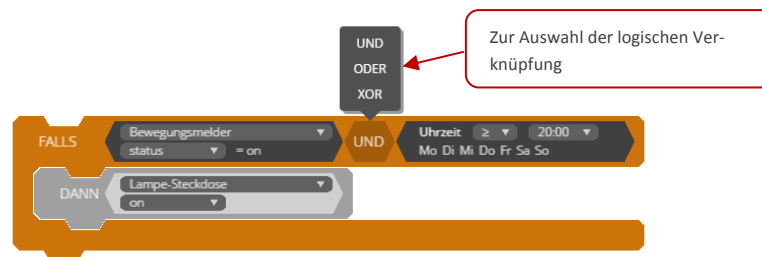 UND
ODER
XOR
Zur Auswahl der logischen Ver-
knüpfung
FALLS
Bewegungsmelder
status = on
UND
Uhrzeit ≥ 20:00
Mo Di Mi Do Fr Sa So
DANN
Lampe-Steckdose
on